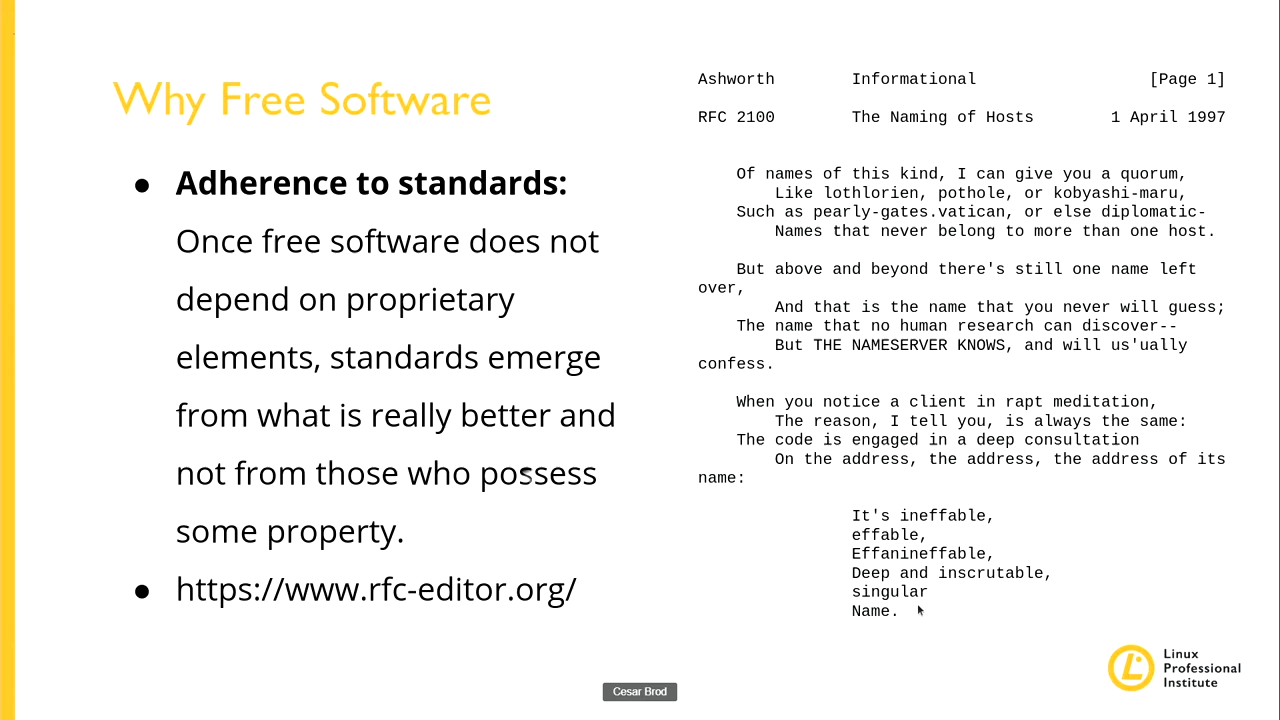 Why Free Software
● Adherence to standards:
Once free software does not
depend on proprietary
elements, standards emerge
from what is really better and
not from those who possess
some property.
● https://www.rfc-editor.org/
Ashworth Informational [Page 1]
RFC 2100 The Naming of Hosts 1 April 1997
Of names of this kind, I can give you a quorum,
Like lothlorien, pothole, or kobyashi-maru,
Such as pearly-gates.vatican, or else diplomatic-
Names that never belong to more than one host.
But above and beyond there's still one name left
over,
And that is the name that you never will guess;
The name that no human research can discover--
But THE NAMESERVER KNOWS, and will us'ually
confess.
When you notice a client in rapt meditation,
The reason, I tell you, is always the same:
The code is engaged in a deep consultation
On the address, the address, the address of its
name:
It's ineffable,
effable,
Effanineffable,
Deep and inscrutable,
singular
Name.
Linux
Professional
Institute
Cesar Brod